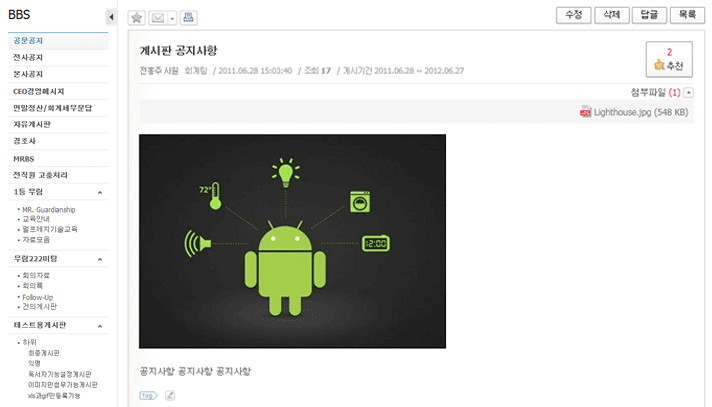 BBS
수정
삭제
답글
목록
공문공지
전사공지
본사공지
CEO경영메시지
연말정산/회계세무문답
자유게시판
경조사
MRBS
전직원 고충처리
1등 무림
MR. Guardianship
교육안내
펄프제지기술교육
자료모음
무림222미팅
회의자료
회의록
Follow-Up
건의게시판
테스트용게시판
하위
회중게시판
익명
독서자기능설정게시판
이미지만첨부가능게시판
xls과gif만등록가능
게시판 공지사항
전홍주 사원 회계팀 / 2011.06.28 15:03:40 / 조회 17 / 게시기간 2011.06.28 ~ 2012.06.27
2
추천
첨부파일 (1)
Lighthouse.jpg (548 KB)
72°
12:00
공지사항 공지사항 공지사항
Tag